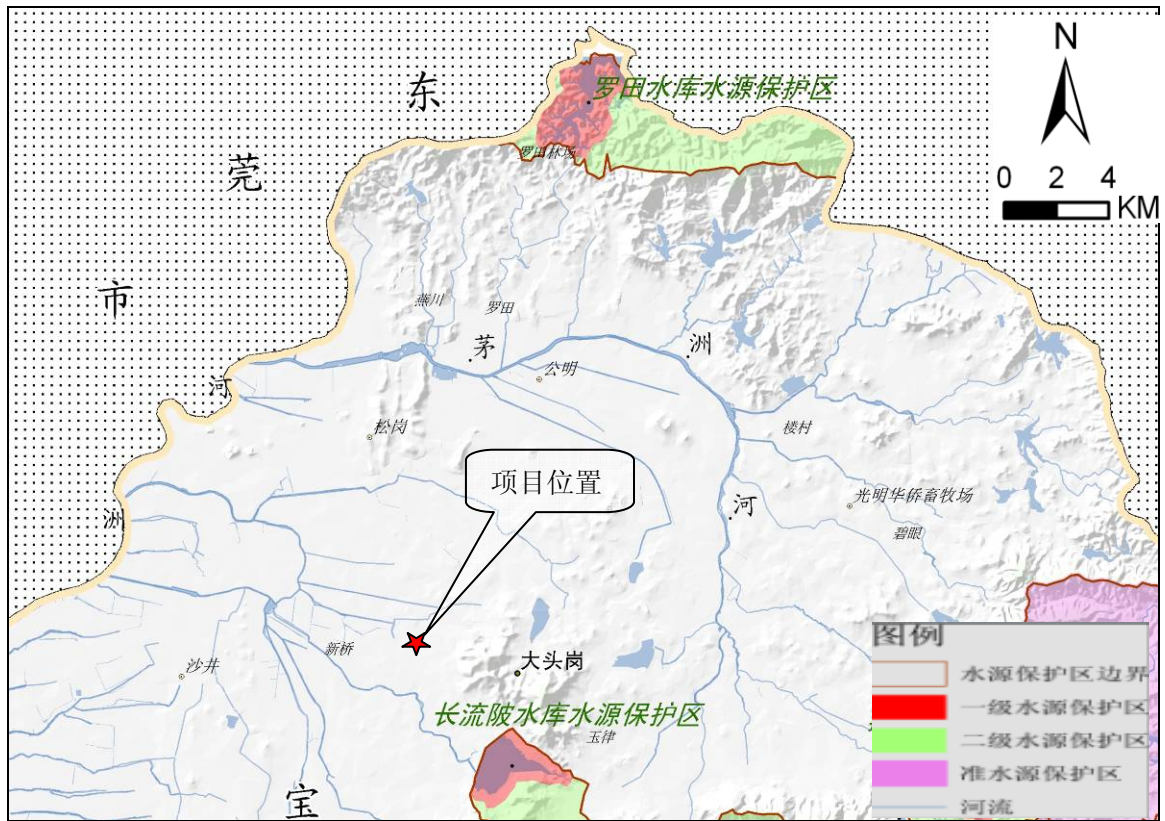 东
莞
市
N
0 2 4
KM
罗田水库水源保护区
罗田林场
燕川
罗田
茅
洲
河
公明
松岗
楼村
项目位置
光明华侨畜牧场
碧眼
河
洲
新桥
沙井
大头岗
长流陂水库水源保护区
玉律
宝
图例
水源保护区边界
一级水源保护区
二级水源保护区
准水源保护区
河流